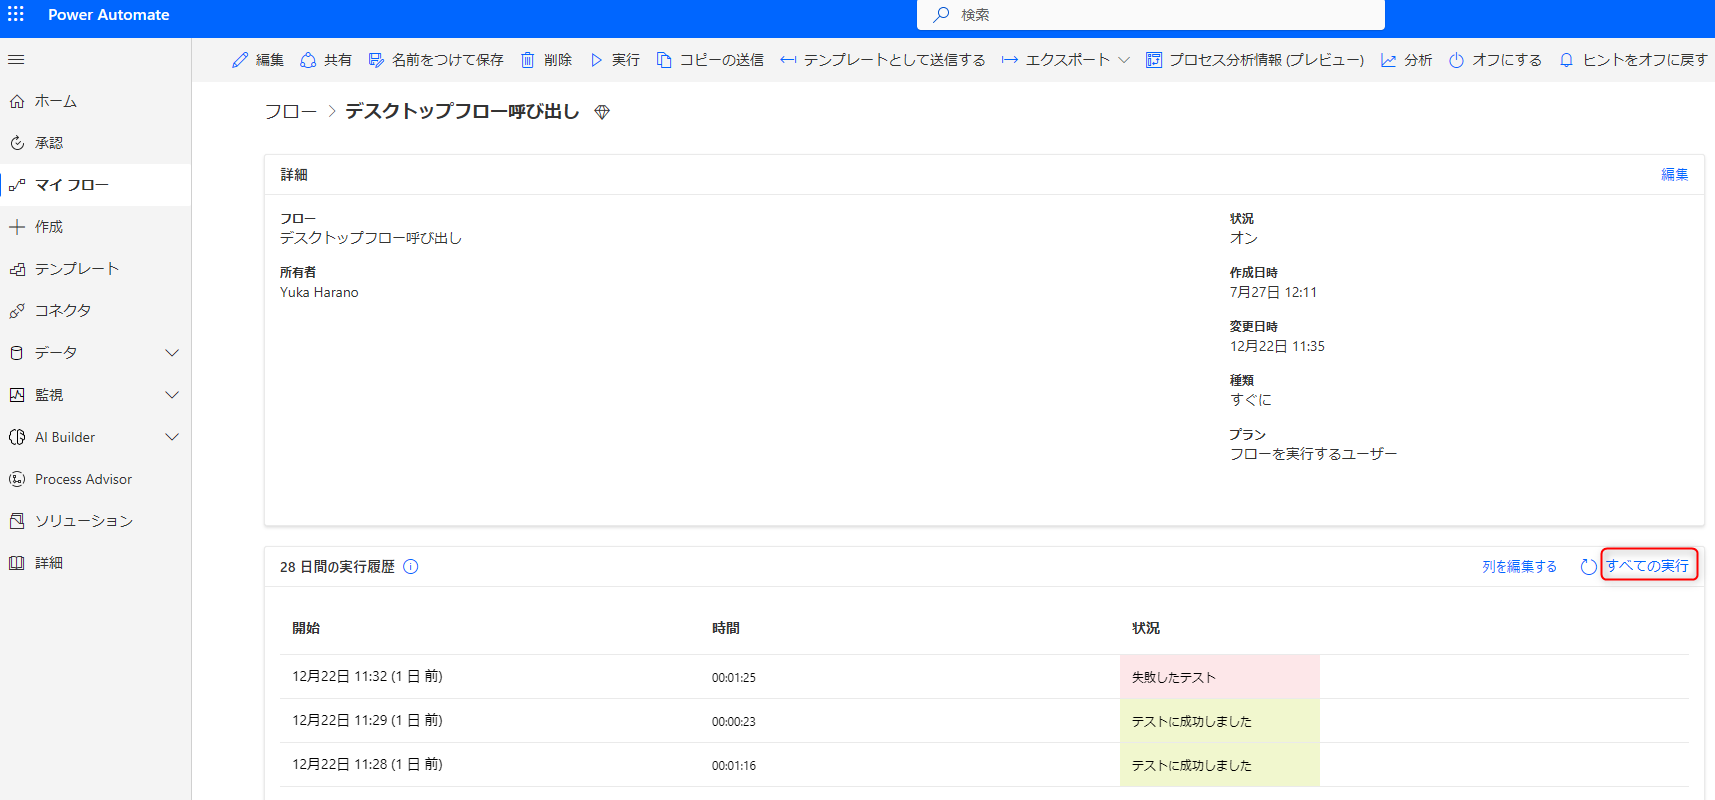 Power Automate
検索
編集 共有 名前をつけて保存 削除 実行 コピーの送信 テンプレートとして送信する エクスポート プロセス分析情報 (プレビュー) 分析 オフにする ヒントをオフに戻す
ホーム
承認
マイ フロー
作成
テンプレート
コネクタ
データ
監視
AI Builder
Process Advisor
ソリューション
詳細
フロー > デスクトップフロー呼び出し
詳細 編集
フロー
デスクトップフロー呼び出し
所有者
Yuka Harano
状況
オン
作成日時
7月27日 12:11
変更日時
12月22日 11:35
種類
すぐに
プラン
フローを実行するユーザー
28 日間の実行履歴 列を編集する すべての実行
開始 時間 状況
12月22日 11:32 (1 日 前) 00:01:25 失敗したテスト
12月22日 11:29 (1 日 前) 00:00:23 テストに成功しました
12月22日 11:28 (1 日 前) 00:01:16 テストに成功しました